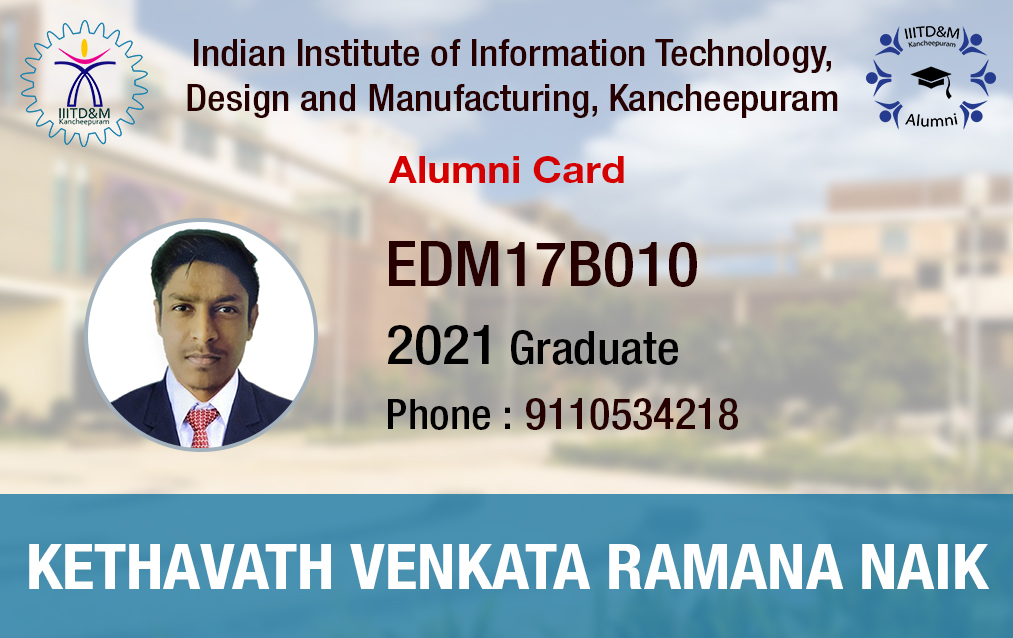 IIITD&M
Kancheepuram
Indian Institute of Information Technology,
Design and Manufacturing, Kancheepuram
IIITD&M
Kancheepuram
Alumni
Alumni Card
EDM17B010
2021 Graduate
Phone : 9110534218
KETHAVATH VENKATA RAMANA NAIK